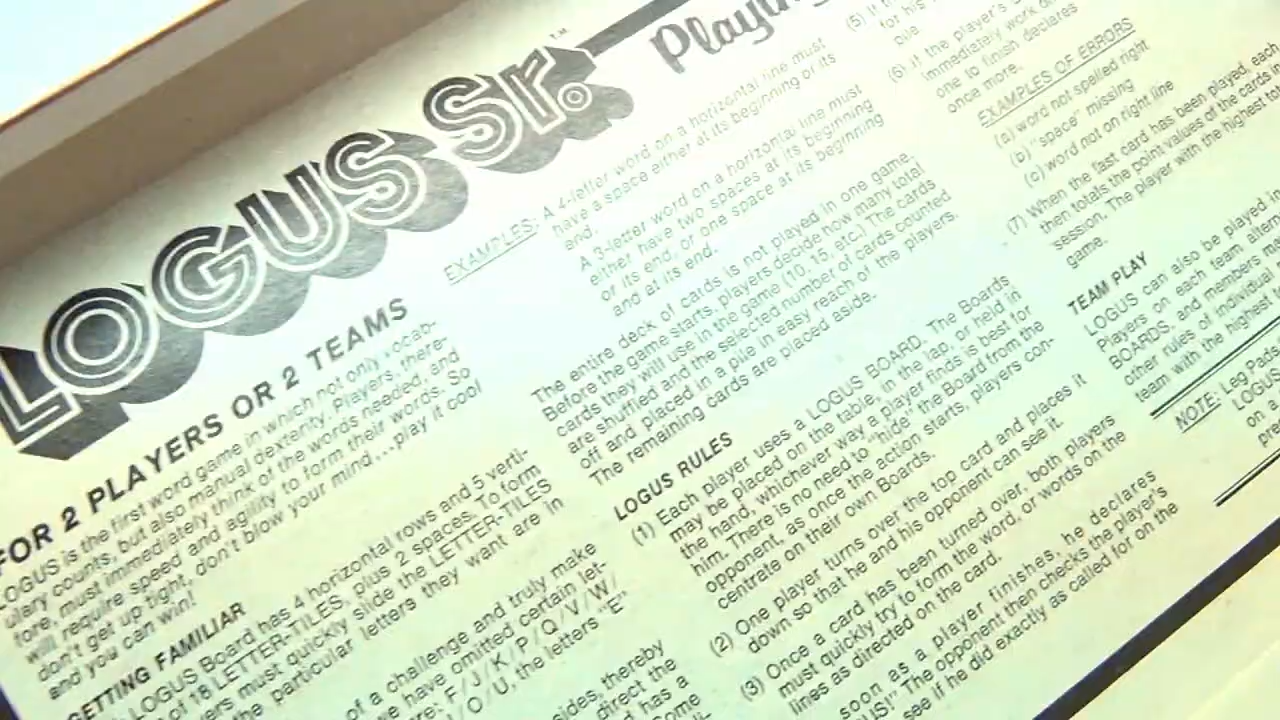 LOGUS Sr.™
Playing
FOR 2 PLAYERS OR 2 TEAMS
LOGUS is the first word game in which not only vocab-
ulary counts, but also manual dexterity. Players, there-
fore, must immediately think of the words needed, and
will require speed and agility to form their words. So
don't get up tight, don't blow your mind...play it cool
and you can win!
GETTING FAMILIAR
LOGUS Board has 4 horizontal rows and 5 verti-
of 18 LETTER-TILES, plus 2 spaces. To form
must quickly slide the LETTER-TILES
the particular letters they want are in
of a challenge and truly make
have omitted certain let-
F/J/K/P/Q/V/W/
O/U, the letters "E"
sides, thereby
direct the
has a
Some
EXAMPLES: A 4-letter word on a horizontal line must
have a space either at its beginning or its
end.
A 3-letter word on a horizontal line must
either have two spaces at its beginning
or its end, or one space at its beginning
and at its end.
The entire deck of cards is not played in one game.
Before the game starts, players decide how many total
cards they will use in the game (10, 15, etc.) The cards
are shuffled and the selected number of cards counted
off and placed in a pile in easy reach of the players.
The remaining cards are placed aside.
LOGUS RULES
(1) Each player uses a LOGUS BOARD. The Boards
may be placed on the table, in the lap, or held in
the hand, whichever way a player finds is best for
him. There is no need to "hide" the Board from the
opponent, as once the action starts, players con-
centrate on their own Boards.
(2) One player turns over the top card and places it
down so that he and his opponent can see it.
(3) Once a card has been turned over, both players
must quickly try to form the word, or words on the
lines as directed on the card.
soon as a player finishes, he declares
The opponent then checks the player's
see if he did exactly as called for on the
(5)
for his
pile
(6) If the player's
immediately work
one to finish declares
once more.
EXAMPLES OF ERRORS
(a) word not spelled right
(b) "space" missing
(c) word not on right line
(7) When the last card has been played, each
then totals the point values of the cards in
session. The player with the highest
game.
TEAM PLAY
LOGUS can also be played in
Players on each team
BOARDS, and members
other rules of individual
team with the highest
NOTE: Leg Pads
LOGUS
on a